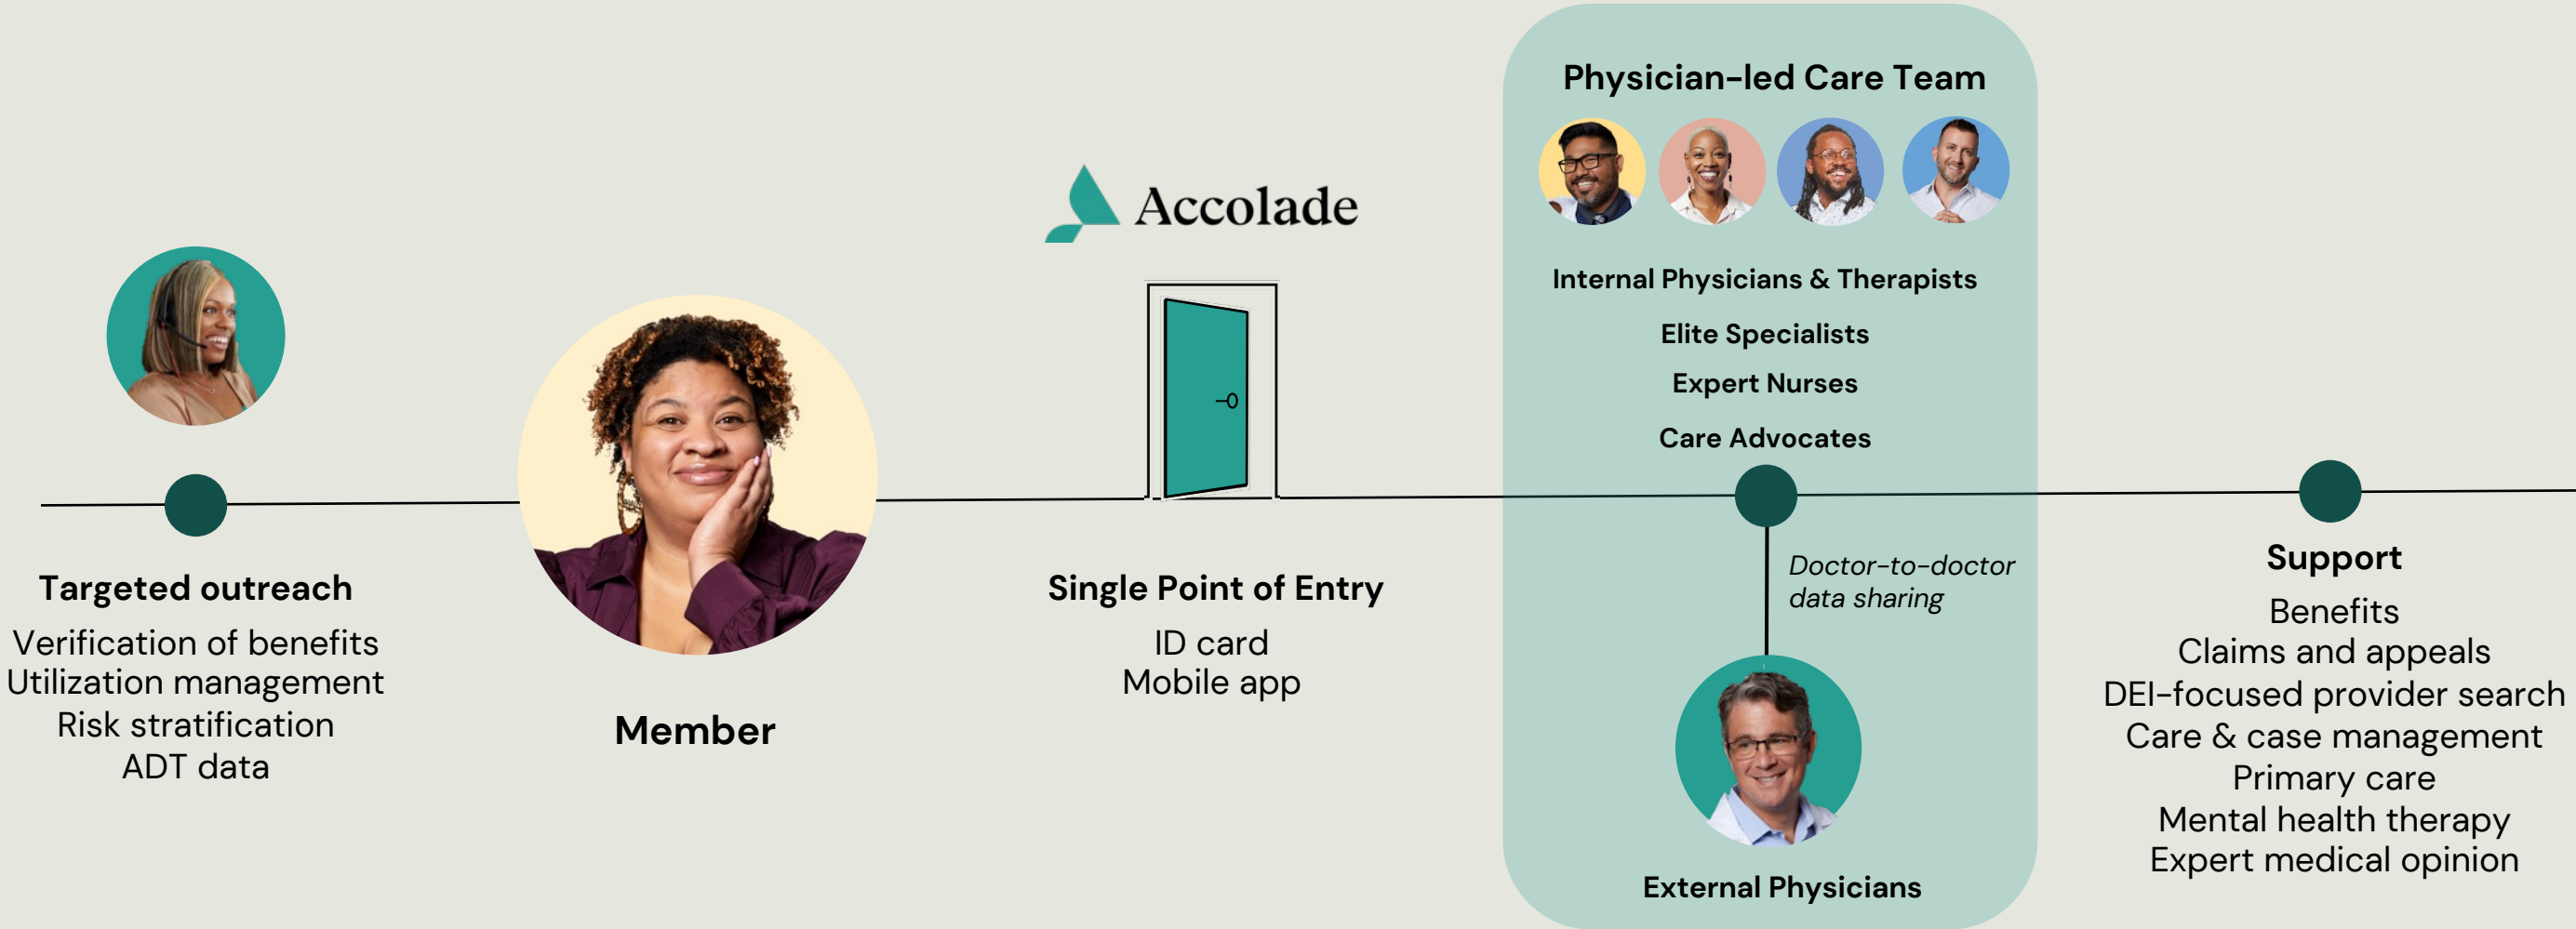 Targeted outreach
Verification of benefits
Utilization management
Risk stratification
ADT data
Member
Accolade
Single Point of Entry
ID card
Mobile app
Physician-led Care Team
Internal Physicians & Therapists
Elite Specialists
Expert Nurses
Care Advocates
Doctor-to-doctor
data sharing
External Physicians
Support
Benefits
Claims and appeals
DEI-focused provider search
Care & case management
Primary care
Mental health therapy
Expert medical opinion